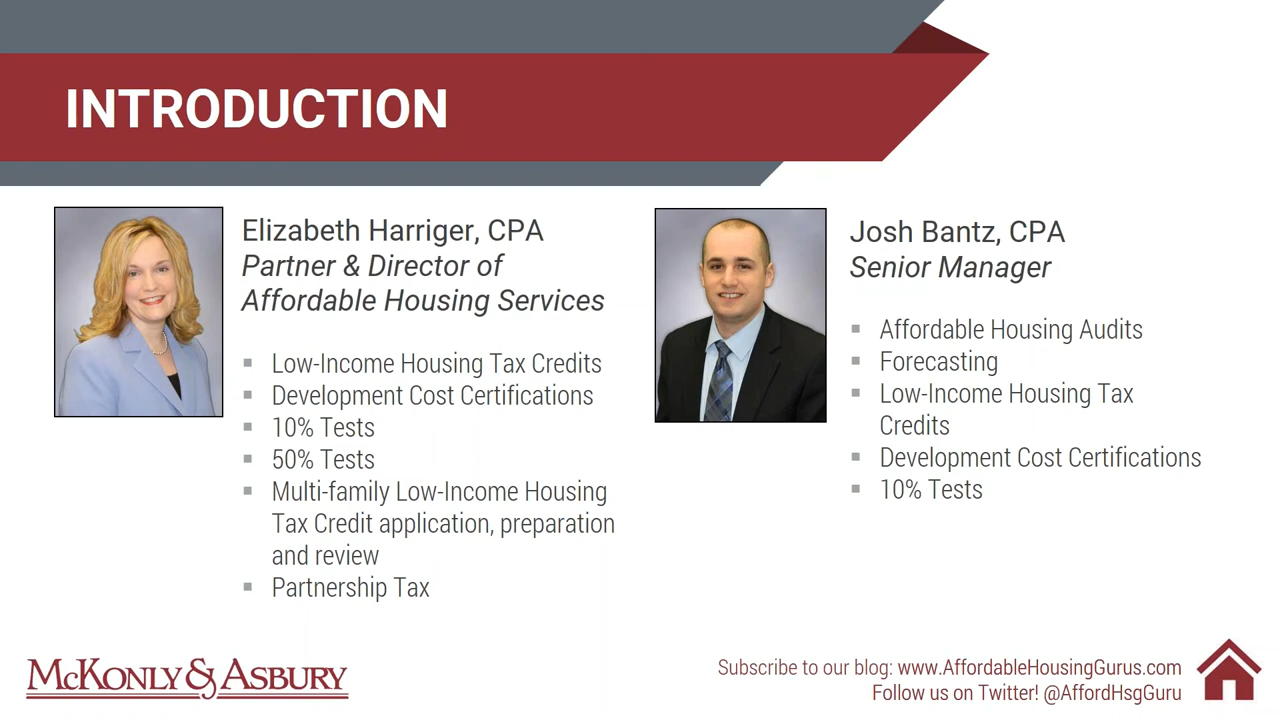 INTRODUCTION
Elizabeth Harriger, CPA
Partner & Director of
Affordable Housing Services
▪ Low-Income Housing Tax Credits
▪ Development Cost Certifications
▪ 10% Tests
▪ 50% Tests
▪ Multi-family Low-Income Housing
Tax Credit application, preparation
and review
▪ Partnership Tax
Josh Bantz, CPA
Senior Manager
▪ Affordable Housing Audits
▪ Forecasting
▪ Low-Income Housing Tax
Credits
▪ Development Cost Certifications
▪ 10% Tests
McKonly & Asbury
Subscribe to our blog: www.AffordableHousingGurus.com
Follow us on Twitter! @AffordHsgGuru